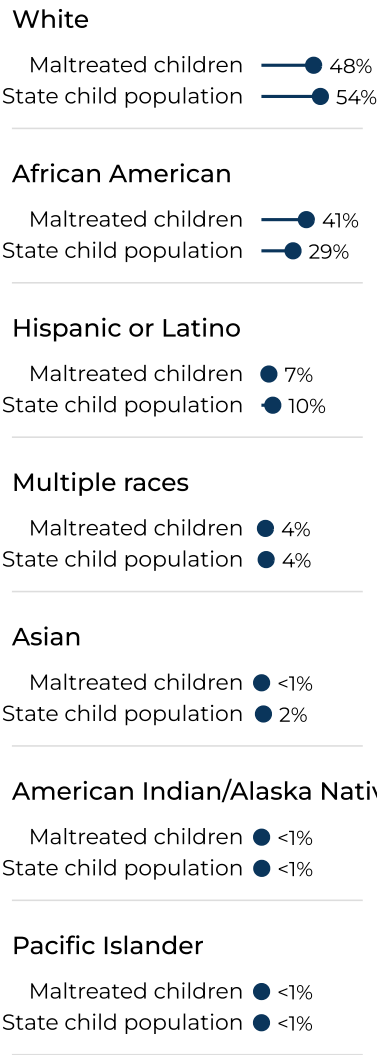 White
Maltreated children 48%
State child population 54%
African American
Maltreated children 41%
State child population 29%
Hispanic or Latino
Maltreated children 7%
State child population 10%
Multiple races
Maltreated children 4%
State child population 4%
Asian
Maltreated children <1%
State child population 2%
American Indian/Alaska Nativ
Maltreated children <1%
State child population <1%
Pacific Islander
Maltreated children <1%
State child population <1%